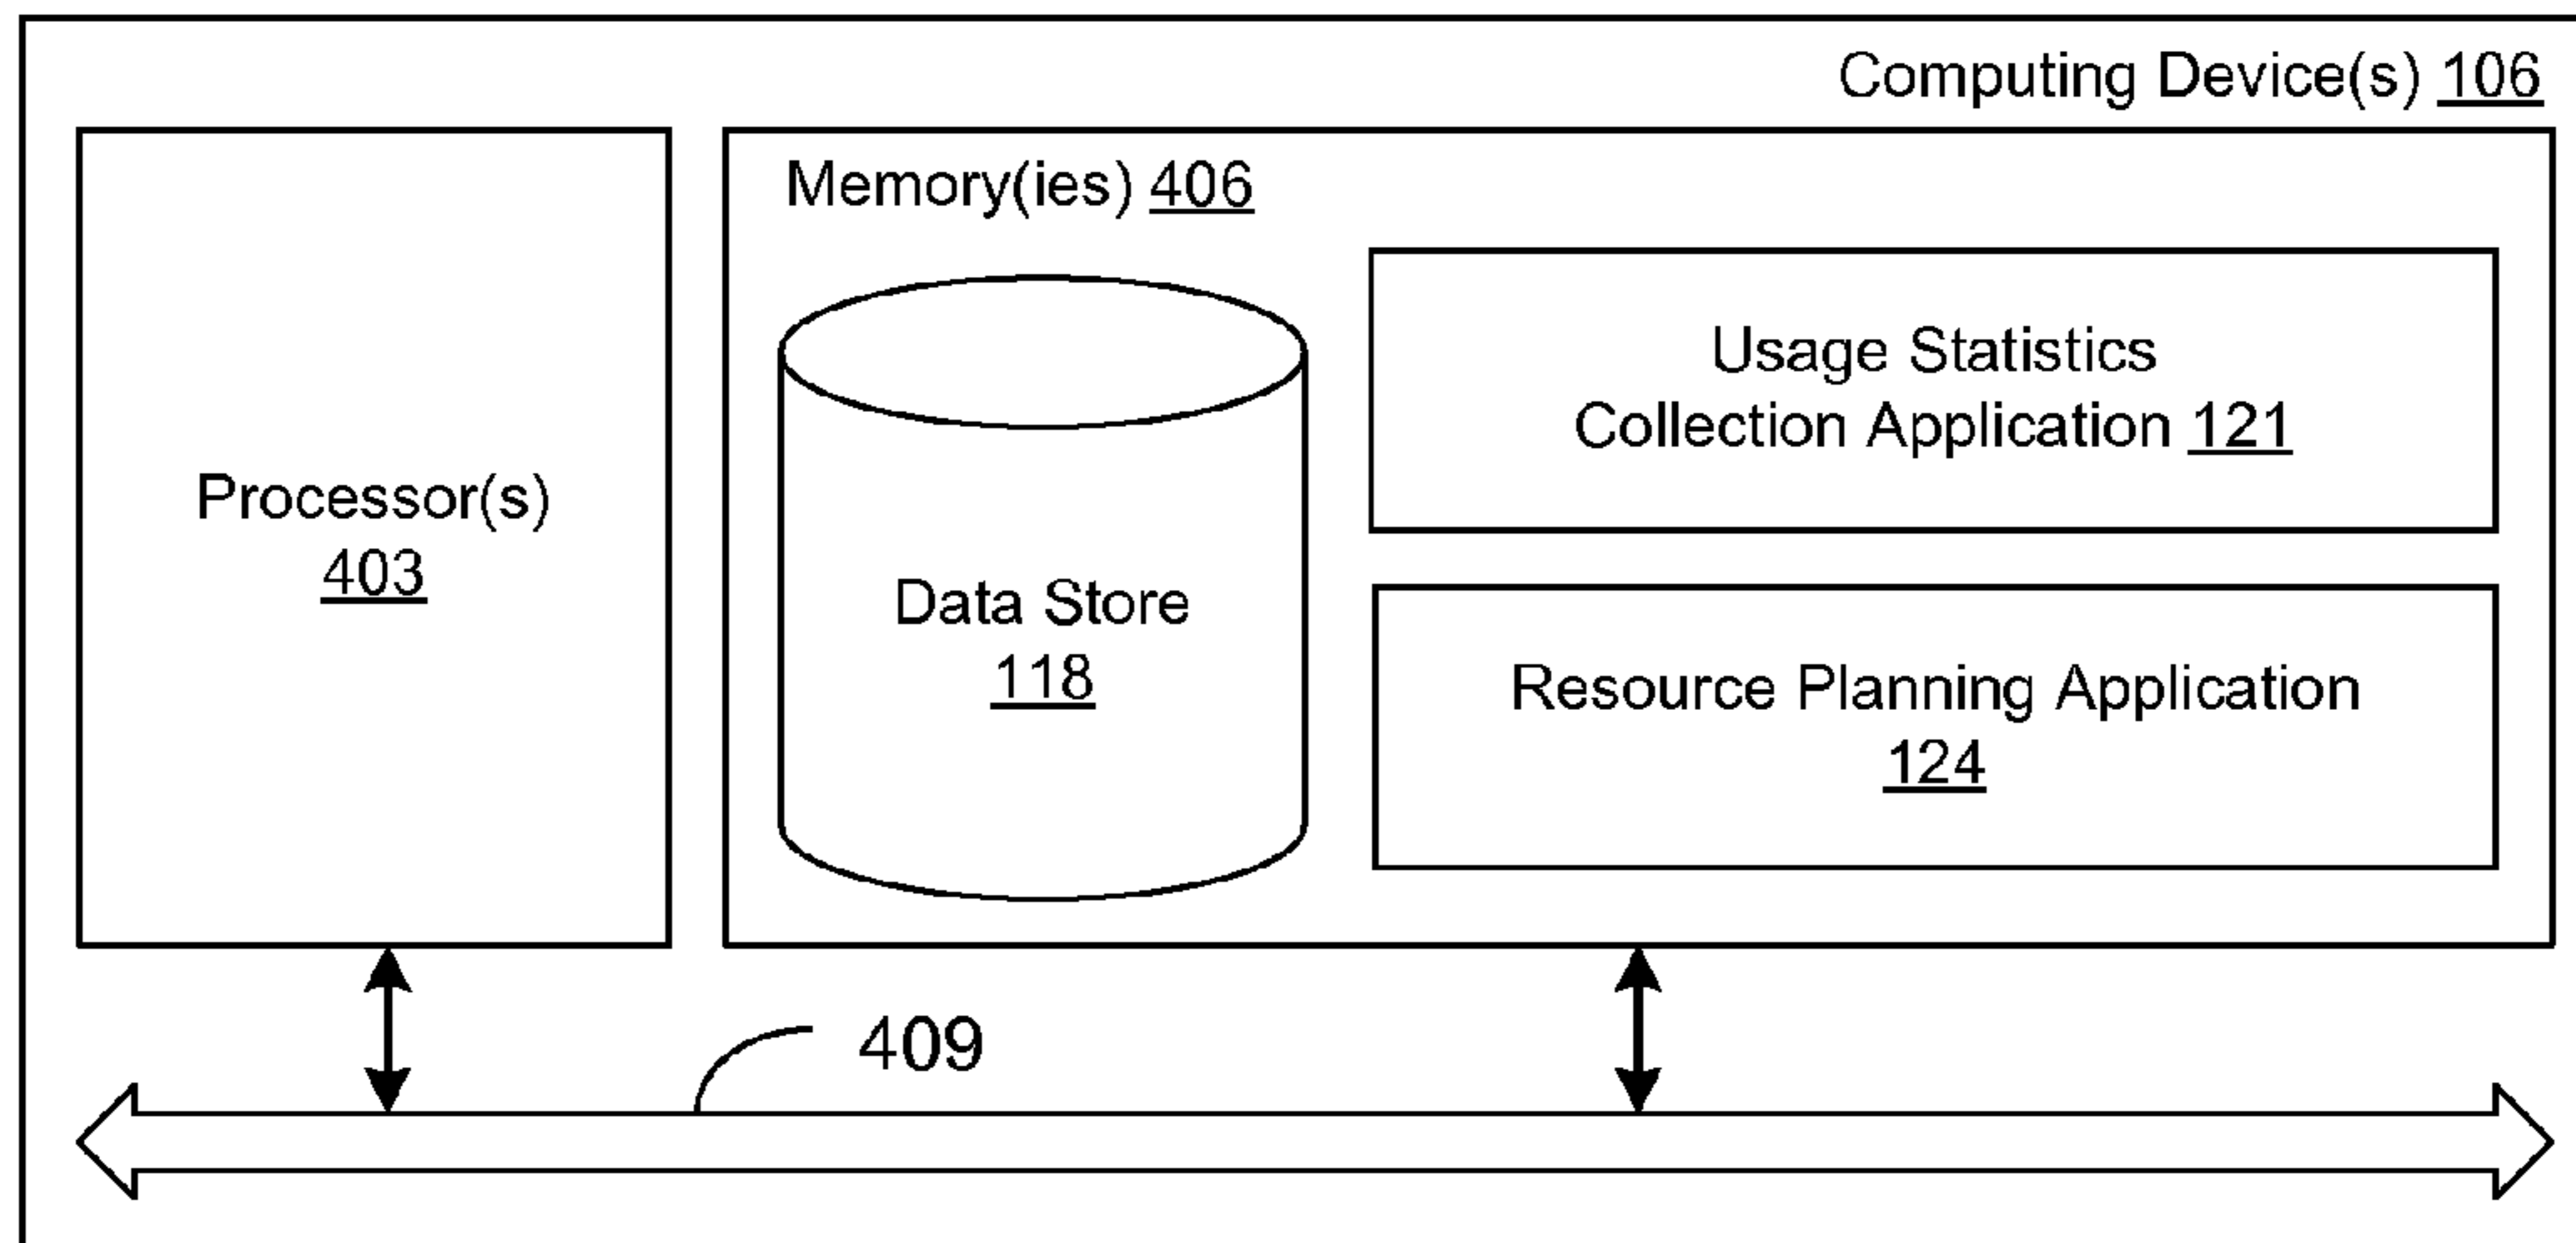 Computing Device(s) 106
Memory(ies) 406
Processor(s)
403
Data Store
118
Usage Statistics
Collection Application 121
Resource Planning Application
124
409